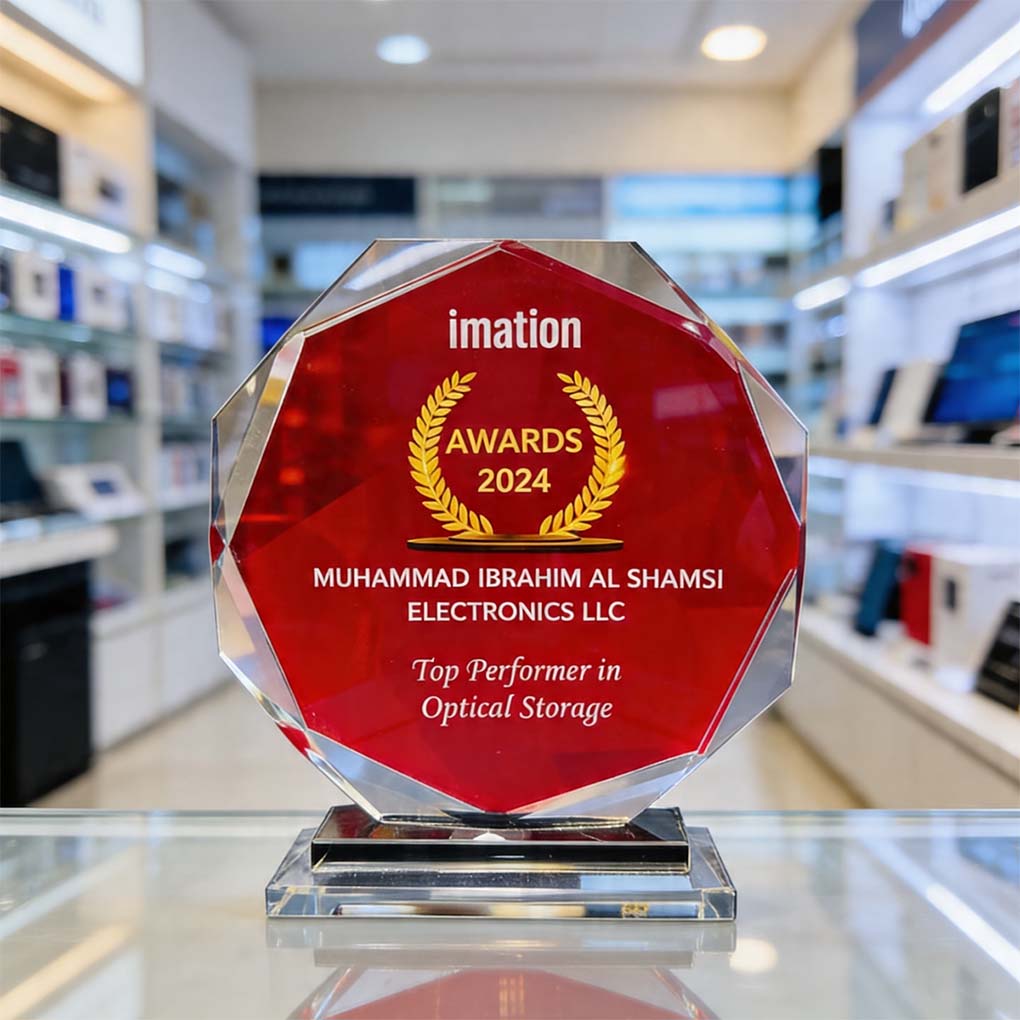 imation
AWARDS
2024
MUHAMMAD IBRAHIM AL SHAMSI
ELECTRONICS LLC
Top Performer in
Optical Storage